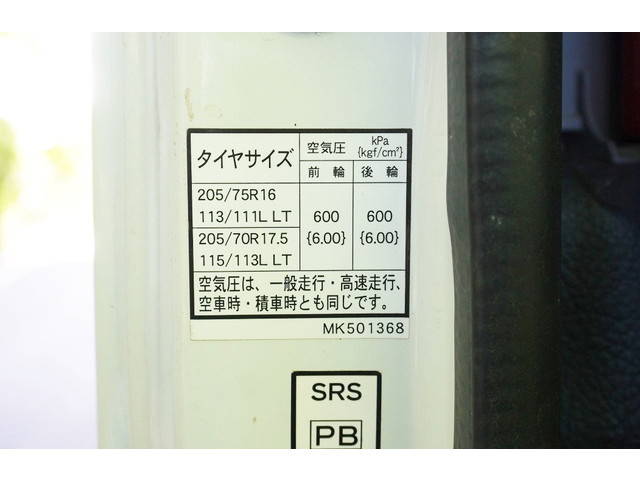 タイヤサイズ 空気圧 kPa {kgf/cm²}
前輪 後輪
205/75R16
113/111L LT 600 600
205/70R17.5 {6.00} {6.00}
115/113L LT
空気圧は、一般走行・高速走行、
空車時・積車時とも同じです。
MK501368
SRS
PB